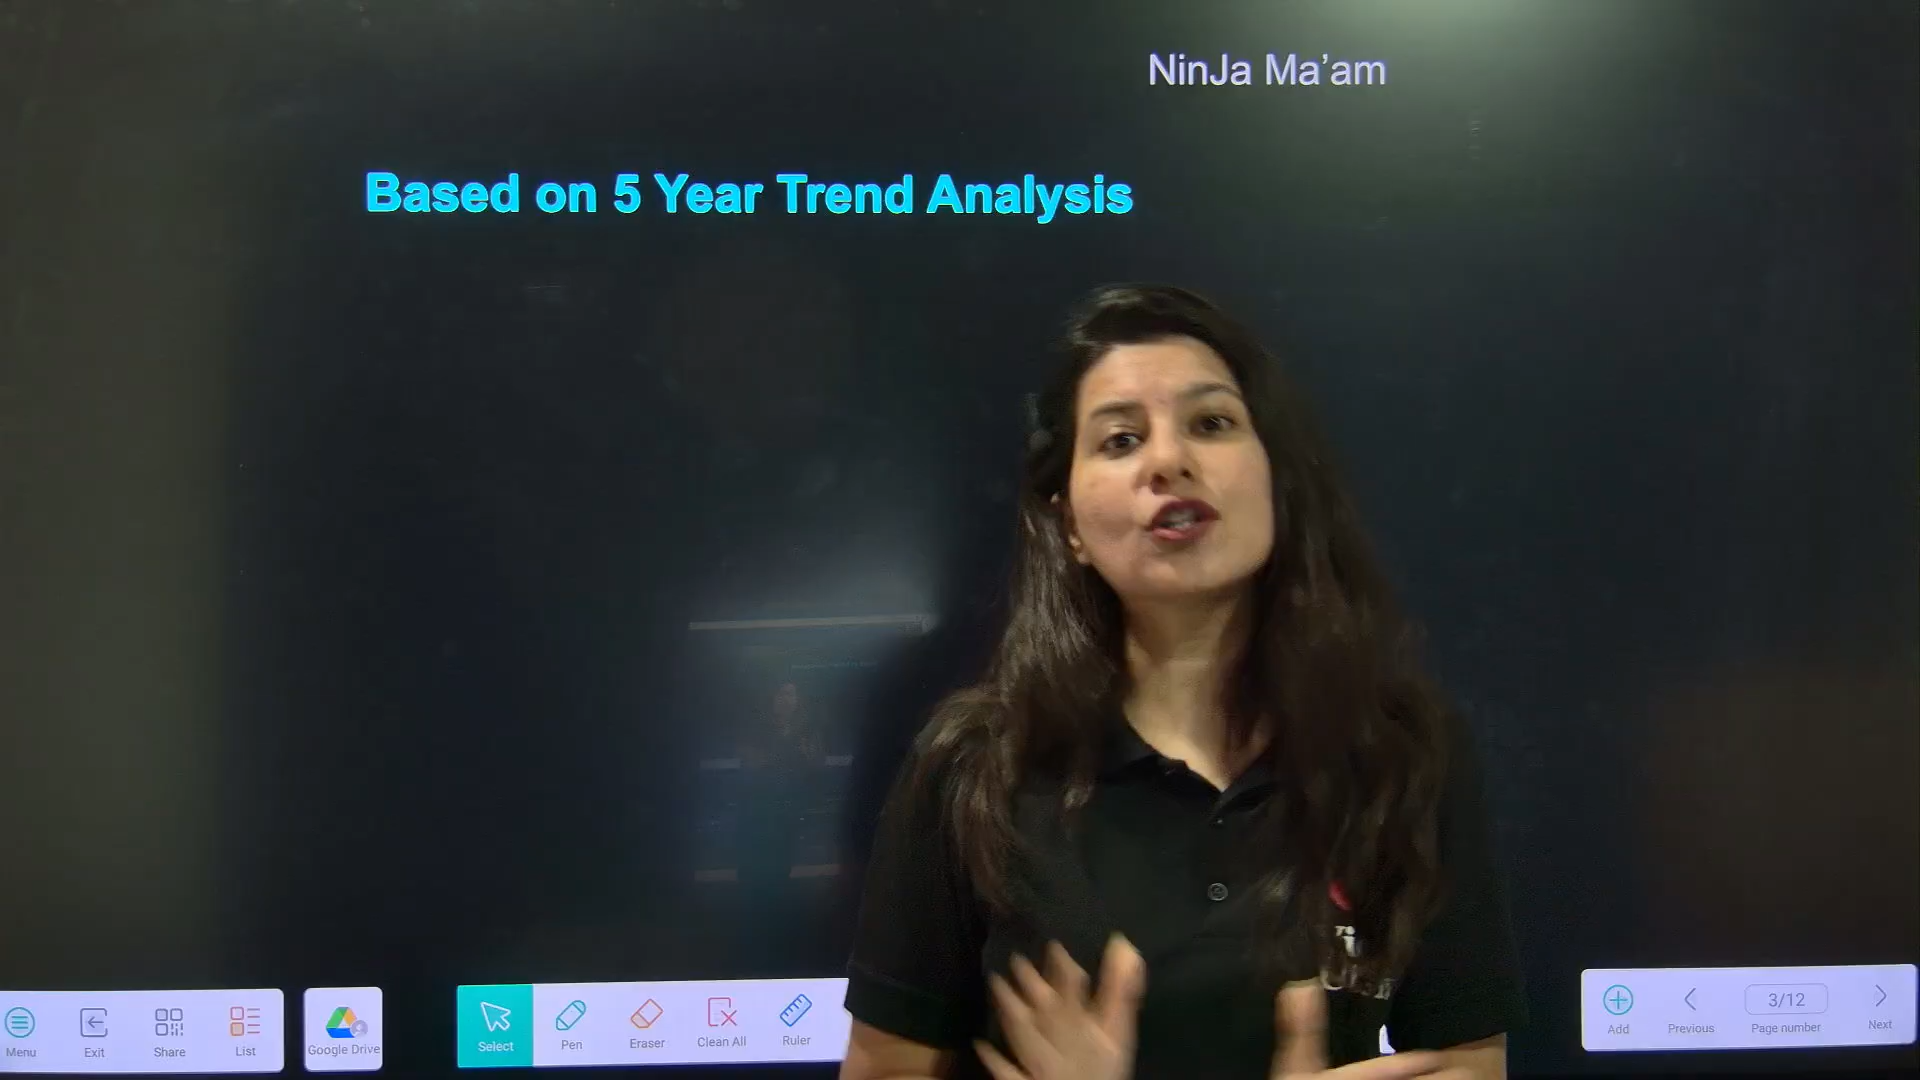 NinJa Ma’am
Based on 5 Year Trend Analysis
Menu
Exit
Share
List
Google Drive
Select
Pen
Eraser
Clean All
Ruler
Add
Previous
3/12
Page number
Next